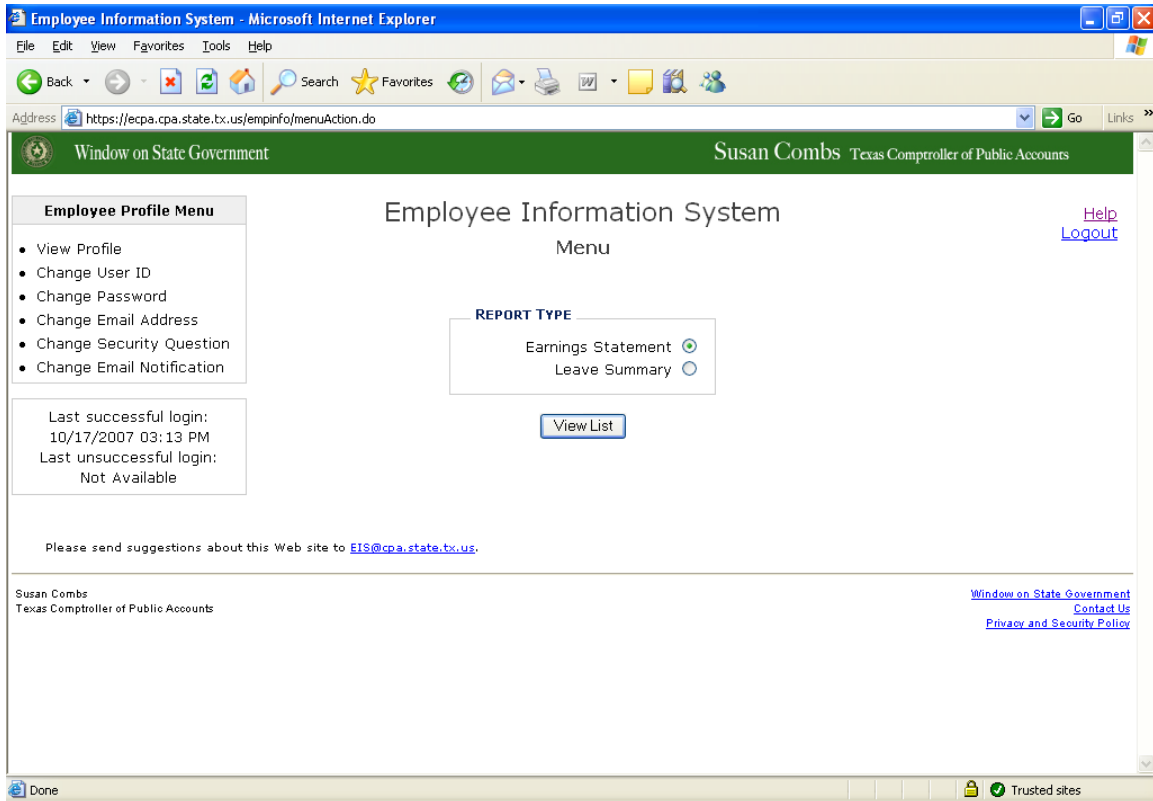 Employee Information System - Microsoft Internet Explorer
File Edit View Favorites Tools Help
Back Search Favorites
Address https://ecpa.cpa.state.tx.us/empinfo/menuAction.do Go Links »
Window on State Government Susan Combs Texas Comptroller of Public Accounts
Employee Profile Menu
• View Profile
• Change User ID
• Change Password
• Change Email Address
• Change Security Question
• Change Email Notification
Last successful login:
10/17/2007 03:13 PM
Last unsuccessful login:
Not Available
Employee Information System
Menu
Help
Logout
REPORT TYPE
Earnings Statement
Leave Summary
View List
Please send suggestions about this Web site to EIS@cpa.state.tx.us.
Susan Combs
Texas Comptroller of Public Accounts
Window on State Government
Contact Us
Privacy and Security Policy
Done Trusted sites